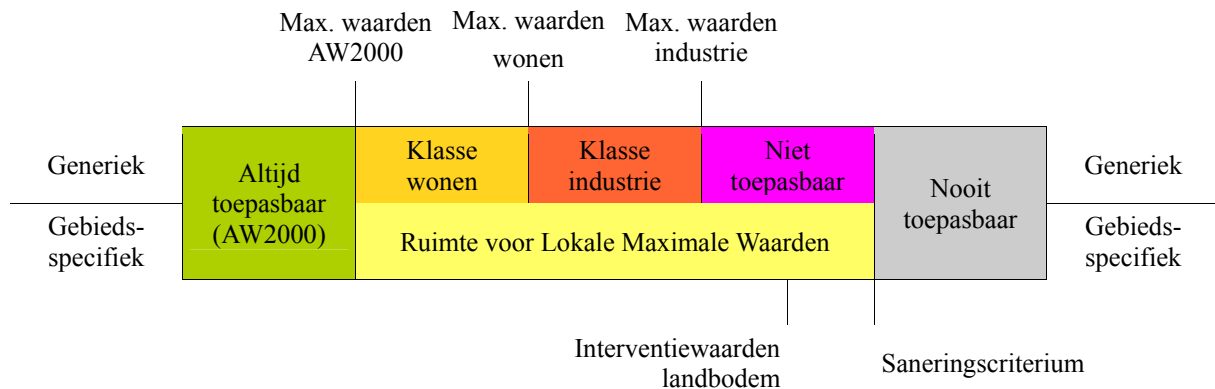 Max. waarden
AW2000
Max. waarden
wonen
Max. waarden
industrie
Generiek
Gebieds-
specifiek
Altijd
toepasbaar
(AW2000)
Klasse
wonen
Klasse
industrie
Niet
toepasbaar
Ruimte voor Lokale Maximale Waarden
Nooit
toepasbaar
Generiek
Gebieds-
specifiek
Interventiewaarden
landbodem
Saneringscriterium